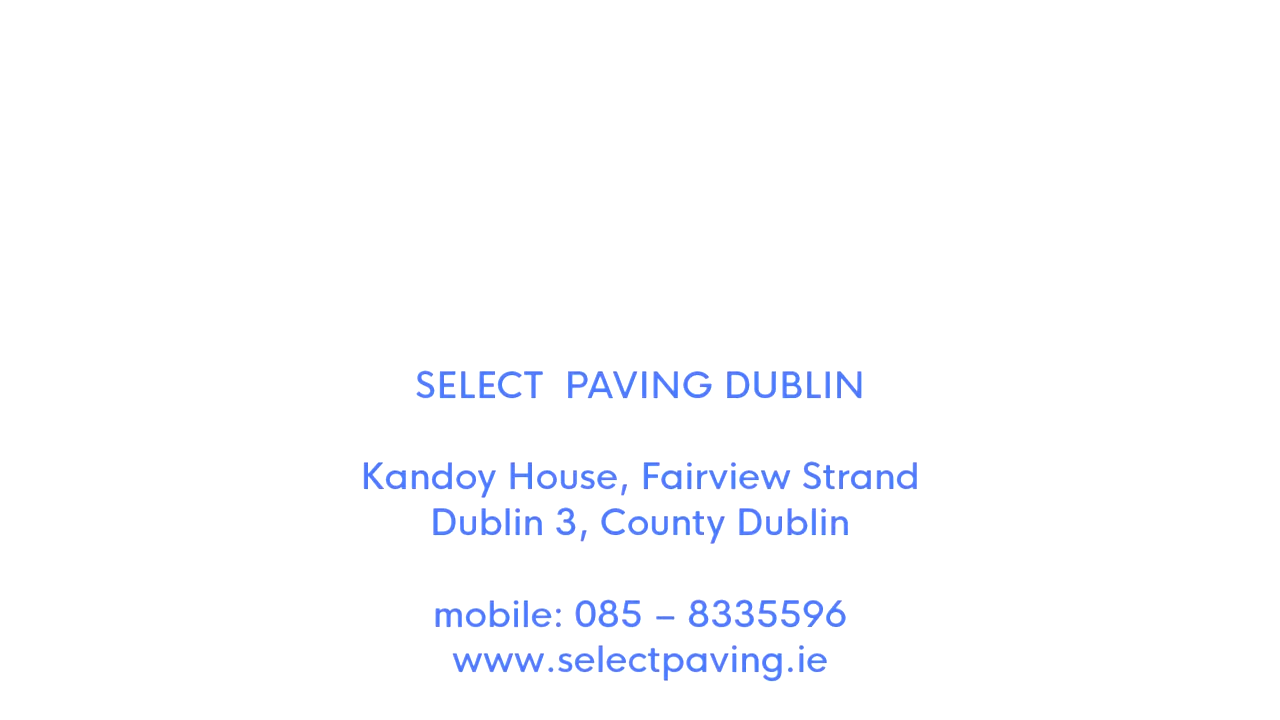 SELECT  PAVING DUBLIN
Kandoy House, Fairview Strand
Dublin 3, County Dublin
mobile: 085 – 8335596
www.selectpaving.ie